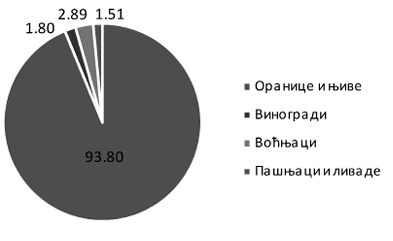 2.89
1.51
1.80
93.80
Оранице и њиве
Виногради
Воћњаци
Пашњаци и ливаде